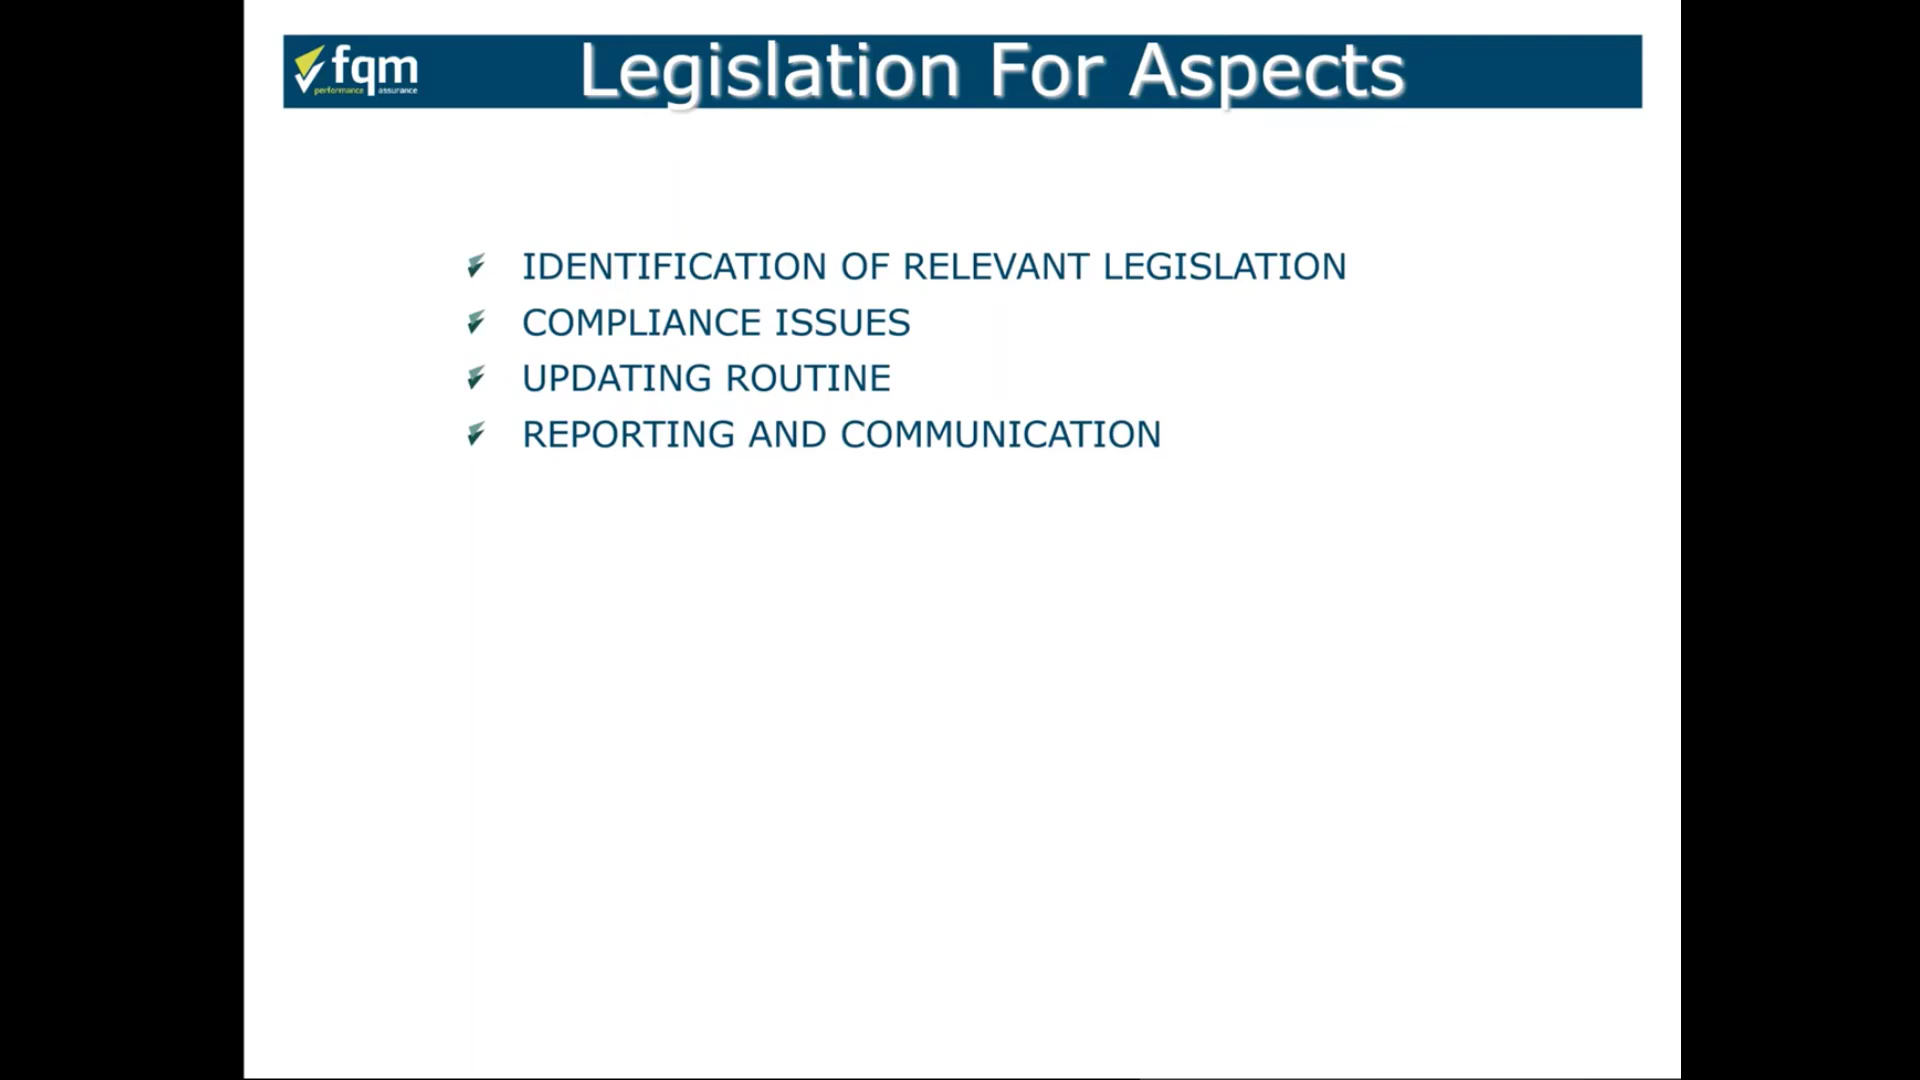 fqm
performance assurance
Legislation For Aspects
IDENTIFICATION OF RELEVANT LEGISLATION
COMPLIANCE ISSUES
UPDATING ROUTINE
REPORTING AND COMMUNICATION